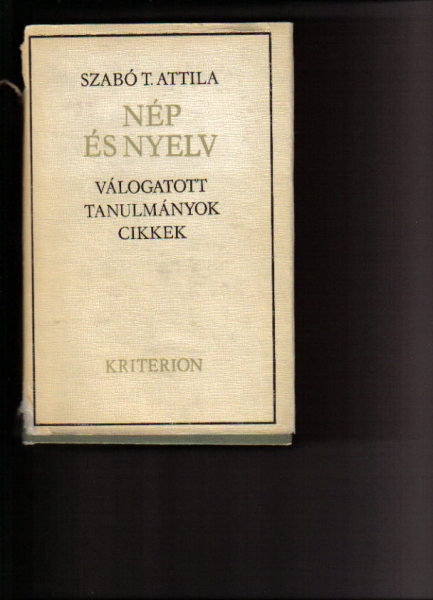 SZABÓ T. ATTILA
NÉP
ÉS NYELV
VÁLOGATOTT
TANULMÁNYOK
CIKKEK
KRITERION